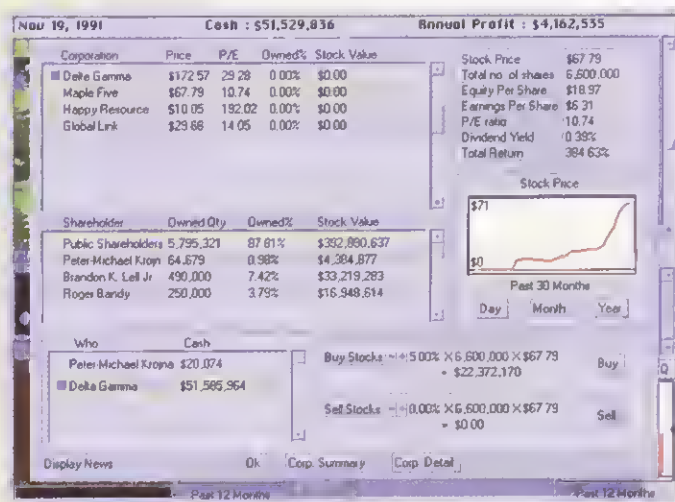 Nov 19, 1991 Cash : $51,529,836 Annual Profit : $4,162,535
Corporation Price P/E Owned% Stock Value
Delta Gamma $172.57 29.28 0.00% $0.00
Maple Five $67.79 10.74 0.00% $0.00
Happy Resource $10.05 192.02 0.00% $0.00
Global Link $29.66 14.05 0.00% $0.00
Stock Price $67.79
Total no. of shares 6,600,000
Equity Per Share $18.97
Earnings Per Share $6.31
P/E ratio 10.74
Dividend Yield 0.39%
Total Return 384.63%
Stock Price
$71
$0
Past 30 Months
Day Month Year
Shareholder Owned Qty Owned% Stock Value
Public Shareholders 5,795,321 87.81% $392,890,637
Peter-Michael Krojn 64,679 0.98% $4,384,877
Brandon K. Lell Jr 490,000 7.42% $33,219,283
Roger Bandy 250,000 3.79% $16,948,614
Who Cash
Peter-Michael Krojna $20,074
Delta Gamma $51,585,964
Buy Stocks - + 5.00% X 6,600,000 X $67.79
= $22,372,170
Buy
Sell Stocks - + 0.00% X 6,600,000 X $67.79
= $0.00
Sell
Display News Ok Corp. Summary Corp. Detail
Past 12 Months Past 12 Months